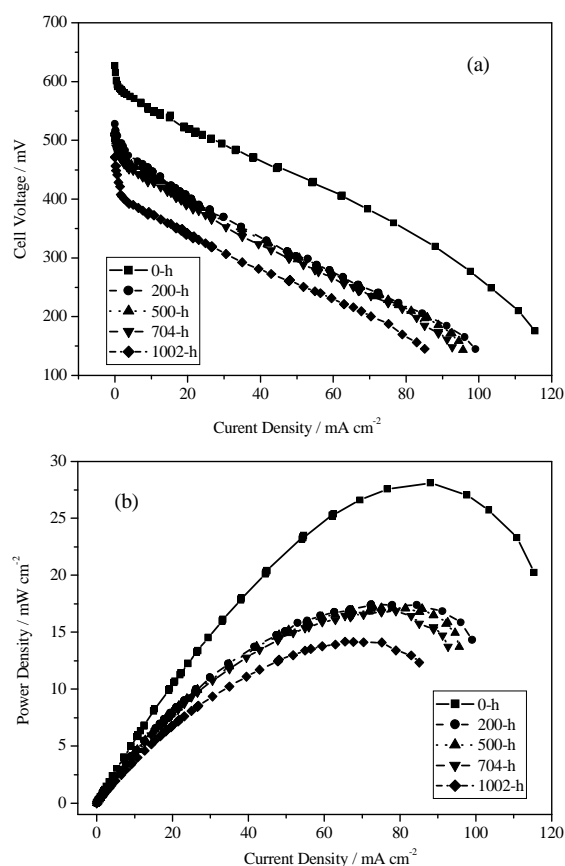 700
600
500
400
300
200
100
Cell Voltage / mV
(a)
0-h
200-h
500-h
704-h
1002-h
0 20 40 60 80 100 120
Curent Density / mA cm-2
30
25
20
15
10
5
0
Power Density / mW cm-2
(b)
0-h
200-h
500-h
704-h
1002-h
0 20 40 60 80 100 120
Current Density / mA cm-2